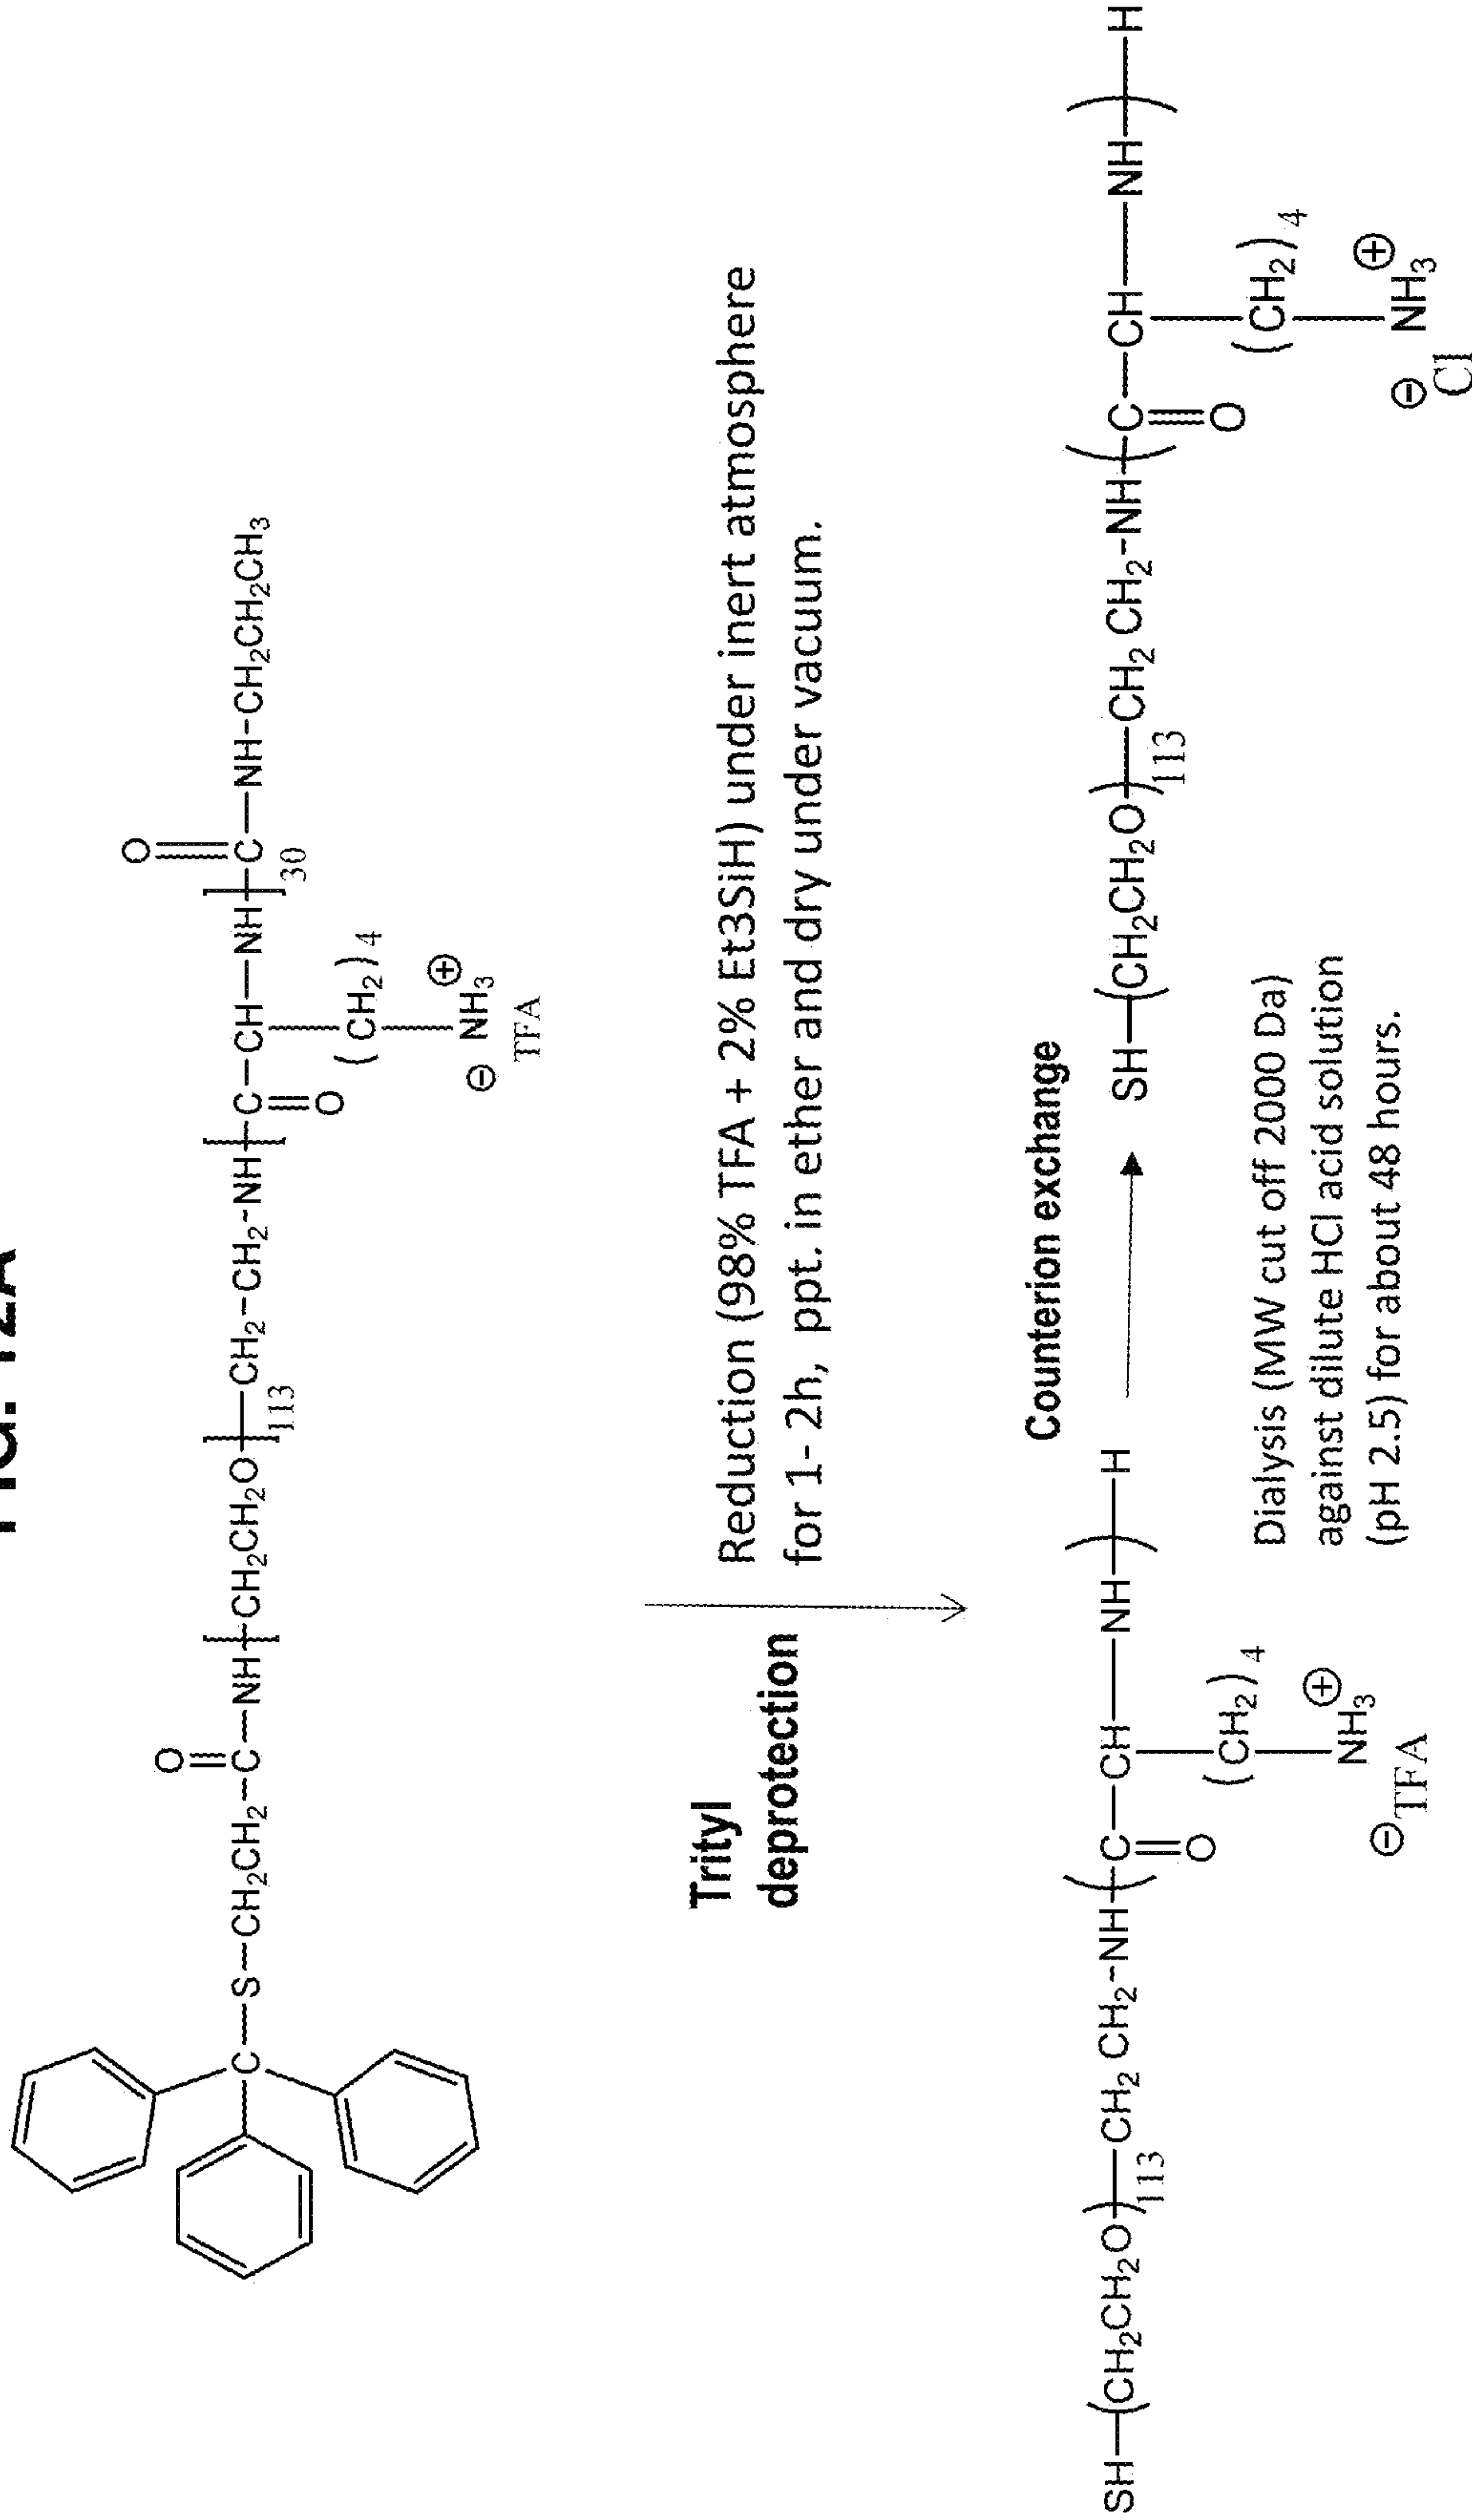 O
S–CH₂CH₂–C–NH–[CH₂CH₂O]₁₁₃–CH₂–CH₂–NH–[C–CH–NH]₃₀–C–NH–CH₂CH₂CH₃
C
O
O
(CH₂)₄
NH₃ ⊕
⊖ TFA
Trityl
deprotection
Reduction (98% TFA + 2% Et3SiH) under inert atmosphere
for 1- 2h, ppt. in ether and dry under vacuum.
SH–(CH₂CH₂O)₁₁₃–CH₂ CH₂–NH–(C–CH–NH)–H
O
(CH₂)₄
NH₃ ⊕
⊖ TFA
Counterion exchange
Dialysis (MW cut off 2000 Da)
against dilute HCl acid solution
(pH 2.5) for about 48 hours.
SH–(CH₂CH₂O)₁₁₃–CH₂ CH₂–NH–(C–CH–NH)–H
O
(CH₂)₄
NH₃ ⊕
⊖ Cl